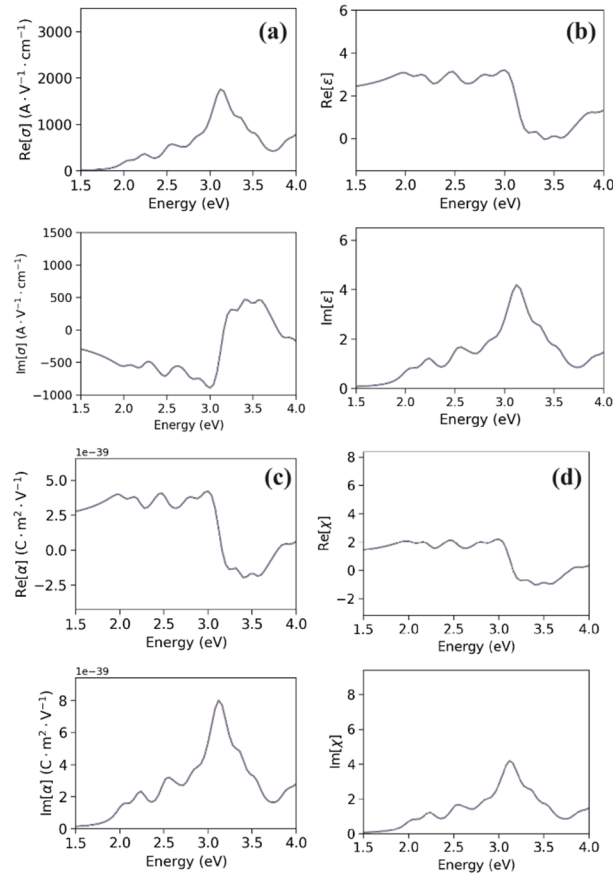 (a)
Re[σ] (A · V⁻¹ · cm⁻¹)
3000
2000
1000
0
1.5 2.0 2.5 3.0 3.5 4.0
Energy (eV)
(b)
Re[ε]
6
4
2
0
1.5 2.0 2.5 3.0 3.5 4.0
Energy (eV)
Im[σ] (A · V⁻¹ · cm⁻¹)
1500
1000
500
0
−500
−1000
1.5 2.0 2.5 3.0 3.5 4.0
Energy (eV)
Im[ε]
6
4
2
0
1.5 2.0 2.5 3.0 3.5 4.0
Energy (eV)
1e−39
(c)
Re[α] (C · m² · V⁻¹)
5.0
2.5
0.0
−2.5
1.5 2.0 2.5 3.0 3.5 4.0
Energy (eV)
(d)
Re[χ]
8
6
4
2
0
−2
1.5 2.0 2.5 3.0 3.5 4.0
Energy (eV)
1e−39
Im[α] (C · m² · V⁻¹)
8
6
4
2
0
1.5 2.0 2.5 3.0 3.5 4.0
Energy (eV)
Im[χ]
8
6
4
2
0
1.5 2.0 2.5 3.0 3.5 4.0
Energy (eV)